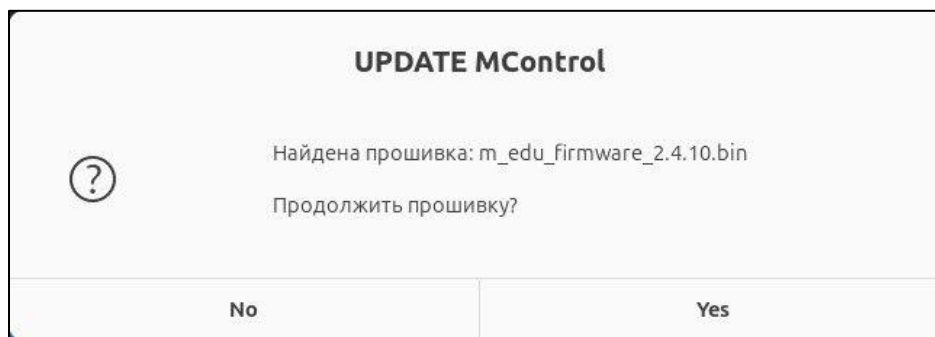 UPDATE MControl
Найдена прошивка: m_edu_firmware_2.4.10.bin
Продолжить прошивку?
No
Yes